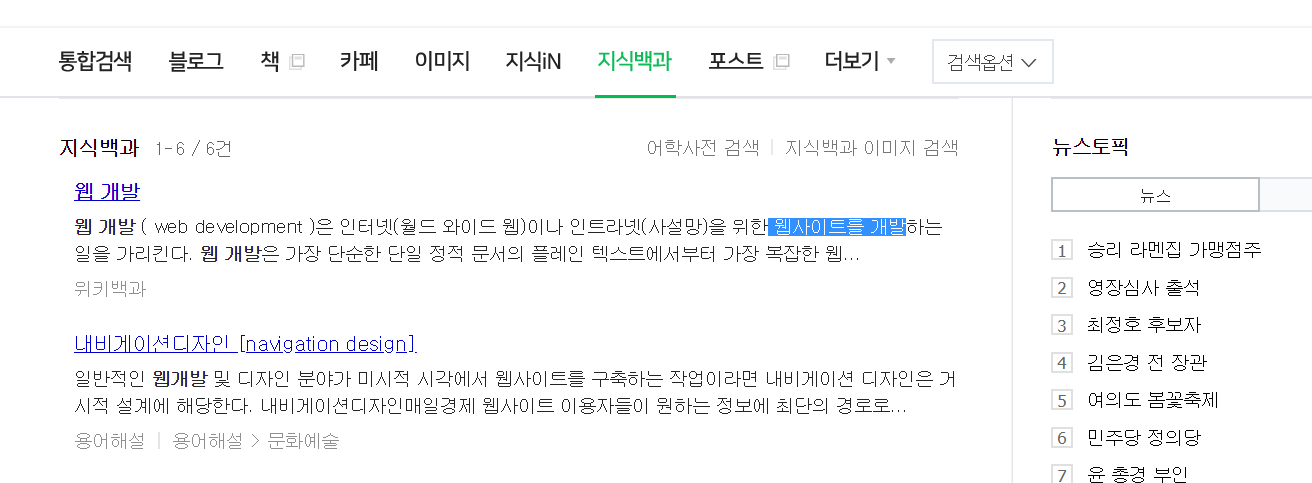 통합검색 블로그 책 카페 이미지 지식iN 지식백과 포스트 더보기 검색옵션
지식백과 1-6 / 6건 어학사전 검색 | 지식백과 이미지 검색
웹 개발
웹 개발 ( web development )은 인터넷(월드 와이드 웹)이나 인트라넷(사설망)을 위한 웹사이트를 개발하는
일을 가리킨다. 웹 개발은 가장 단순한 단일 정적 문서의 플레인 텍스트에서부터 가장 복잡한 웹...
위키백과
내비게이션디자인 [navigation design]
일반적인 웹개발 및 디자인 분야가 미시적 시각에서 웹사이트를 구축하는 작업이라면 내비게이션 디자인은 거
시적 설계에 해당한다. 내비게이션디자인매일경제 웹사이트 이용자들이 원하는 정보에 최단의 경로로...
용어해설 | 용어해설 > 문화예술
뉴스토픽
뉴스
1 승리 라멘집 가맹점주
2 영장심사 출석
3 최정호 후보자
4 김은경 전 장관
5 여의도 봄꽃축제
6 민주당 정의당
7 윤 총경 부인